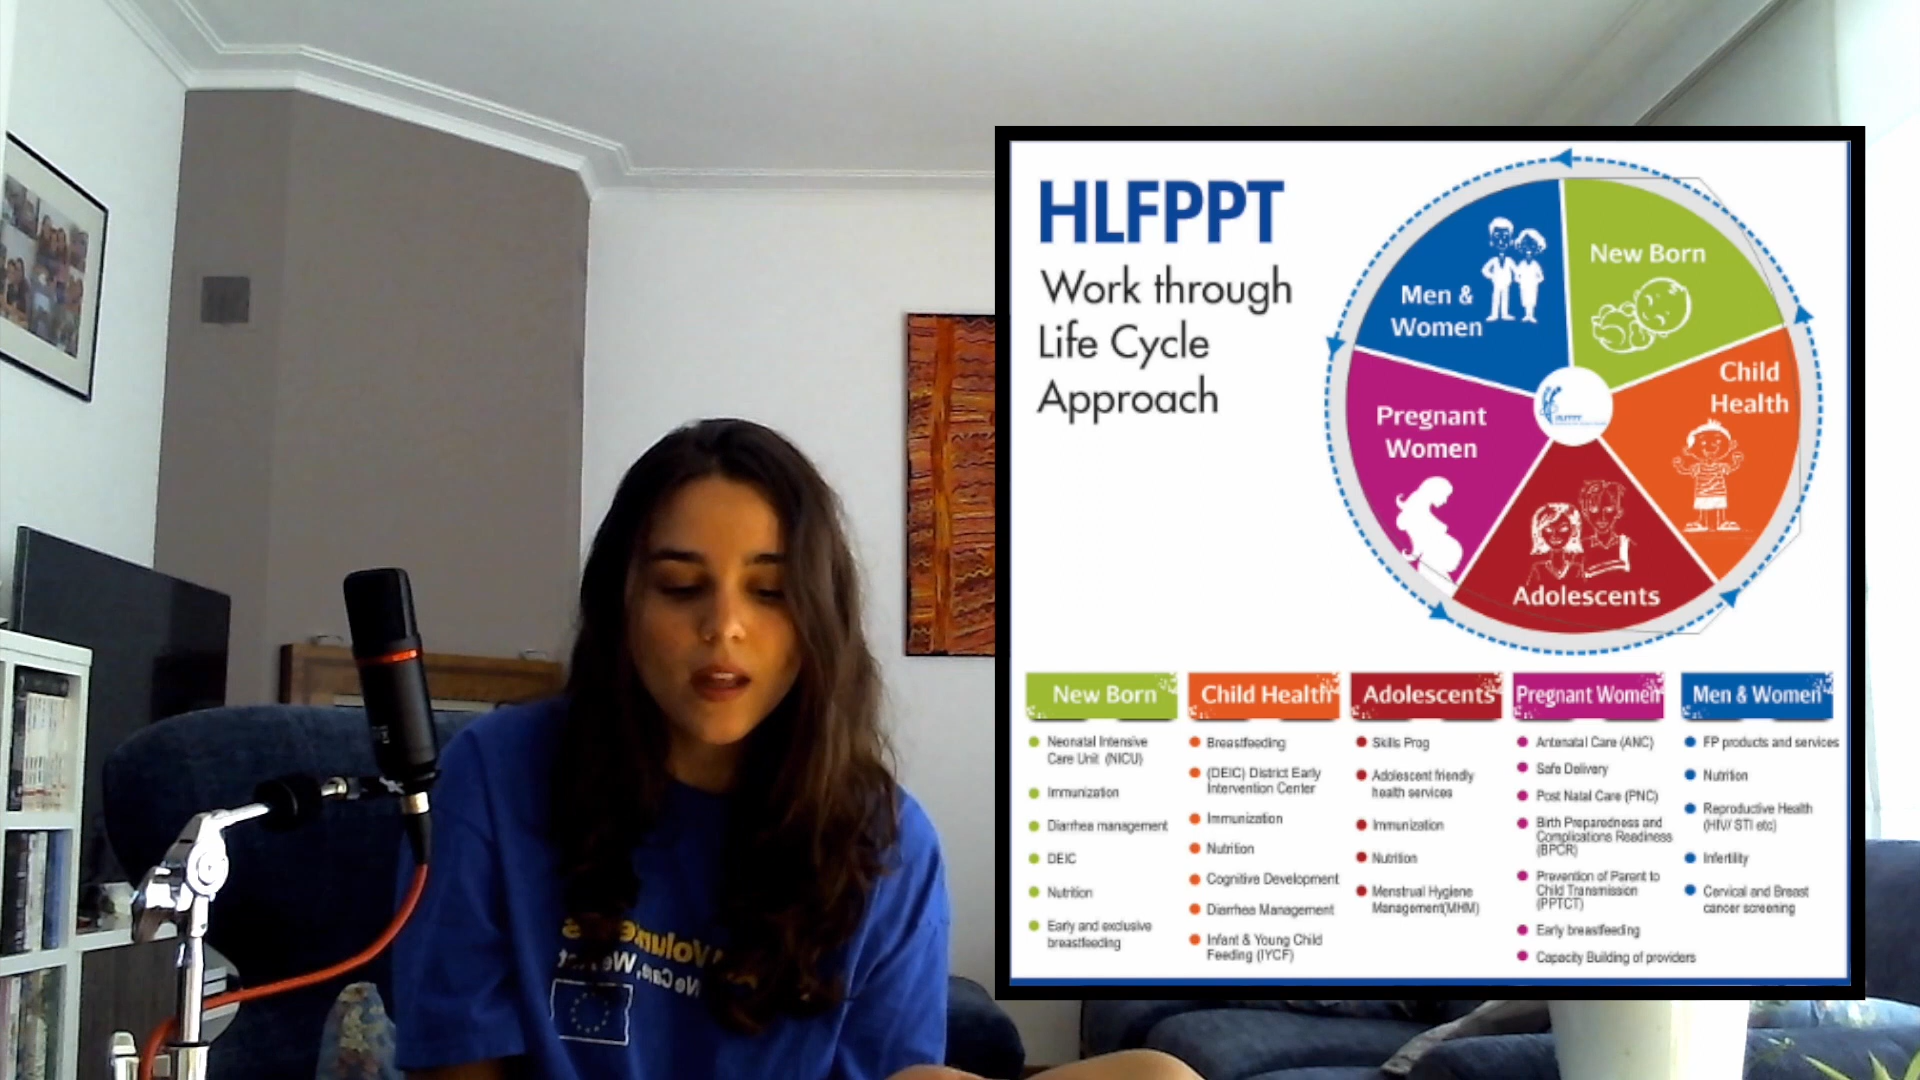 HLFPPT
Work through
Life Cycle
Approach
Men &
Women
New Born
Child
Health
Pregnant
Women
Adolescents
New Born
Neonatal Intensive
Care Unit (NICU)
Immunization
Diarrhea management
DEIC
Nutrition
Early and exclusive
breastfeeding
Child Health
Breastfeeding
(DEIC) District Early
Intervention Center
Immunization
Nutrition
Cognitive Development
Diarrhea Management
Infant & Young Child
Feeding (IYCF)
Adolescents
Skills Prog
Adolescent friendly
health services
Immunization
Nutrition
Menstrual Hygiene
Management(MHM)
Pregnant Women
Antenatal Care (ANC)
Safe Delivery
Post Natal Care (PNC)
Birth Preparedness and
Complications Readiness
(BPCR)
Prevention of Parent to
Child Transmission
(PPTCT)
Early breastfeeding
Capacity Building of providers
Men & Women
FP products and services
Nutrition
Reproductive Health
(HIV/ STI etc)
Infertility
Cervical and Breast
cancer screening
We Care, We